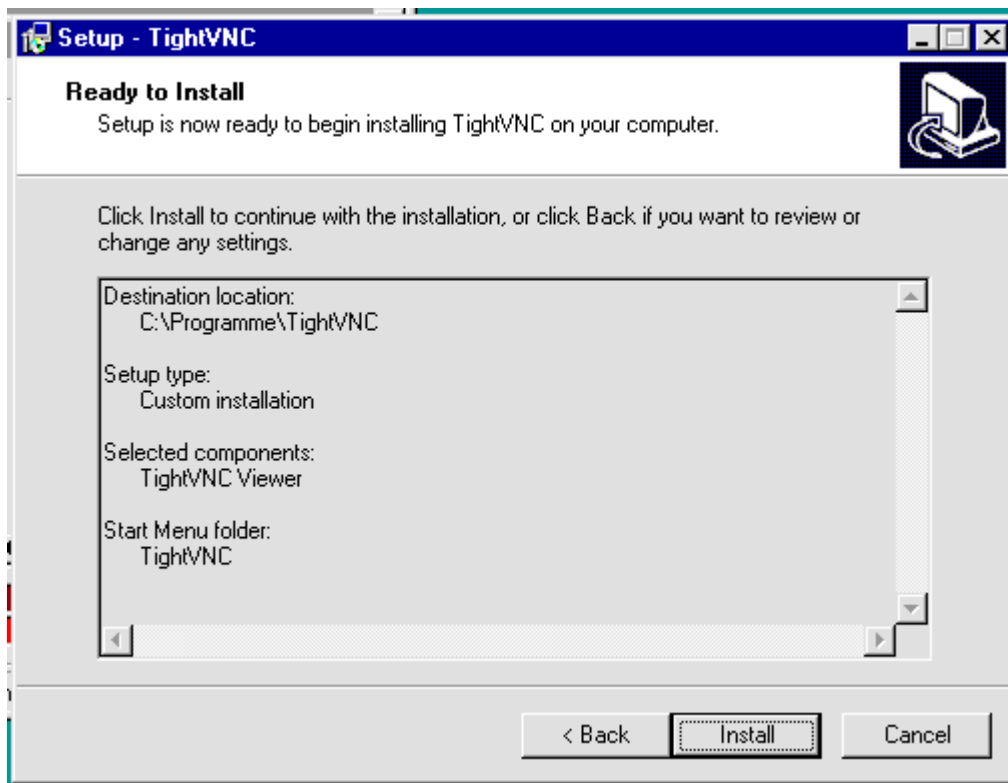 Setup - TightVNC
Ready to Install
Setup is now ready to begin installing TightVNC on your computer.
Click Install to continue with the installation, or click Back if you want to review or
change any settings.
Destination location:
C:\Programme\TightVNC
Setup type:
Custom installation
Selected components:
TightVNC Viewer
Start Menu folder:
TightVNC
< Back
Install
Cancel